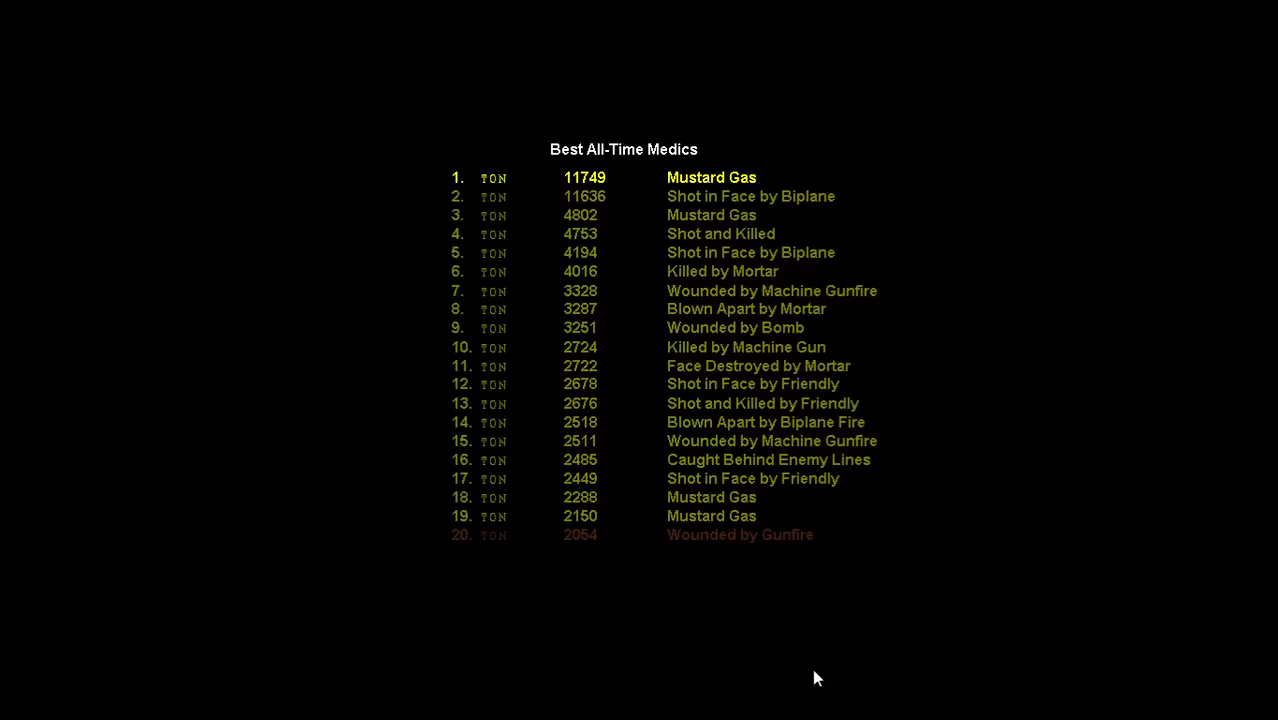 Best All-Time Medics
1. TON 11749 Mustard Gas
2. TON 11636 Shot in Face by Biplane
3. TON 4802 Mustard Gas
4. TON 4753 Shot and Killed
5. TON 4194 Shot in Face by Biplane
6. TON 4016 Killed by Mortar
7. TON 3328 Wounded by Machine Gunfire
8. TON 3287 Blown Apart by Mortar
9. TON 3251 Wounded by Bomb
10. TON 2724 Killed by Machine Gun
11. TON 2722 Face Destroyed by Mortar
12. TON 2678 Shot in Face by Friendly
13. TON 2676 Shot and Killed by Friendly
14. TON 2518 Blown Apart by Biplane Fire
15. TON 2511 Wounded by Machine Gunfire
16. TON 2485 Caught Behind Enemy Lines
17. TON 2449 Shot in Face by Friendly
18. TON 2288 Mustard Gas
19. TON 2150 Mustard Gas
20. TON 2054 Wounded by Gunfire